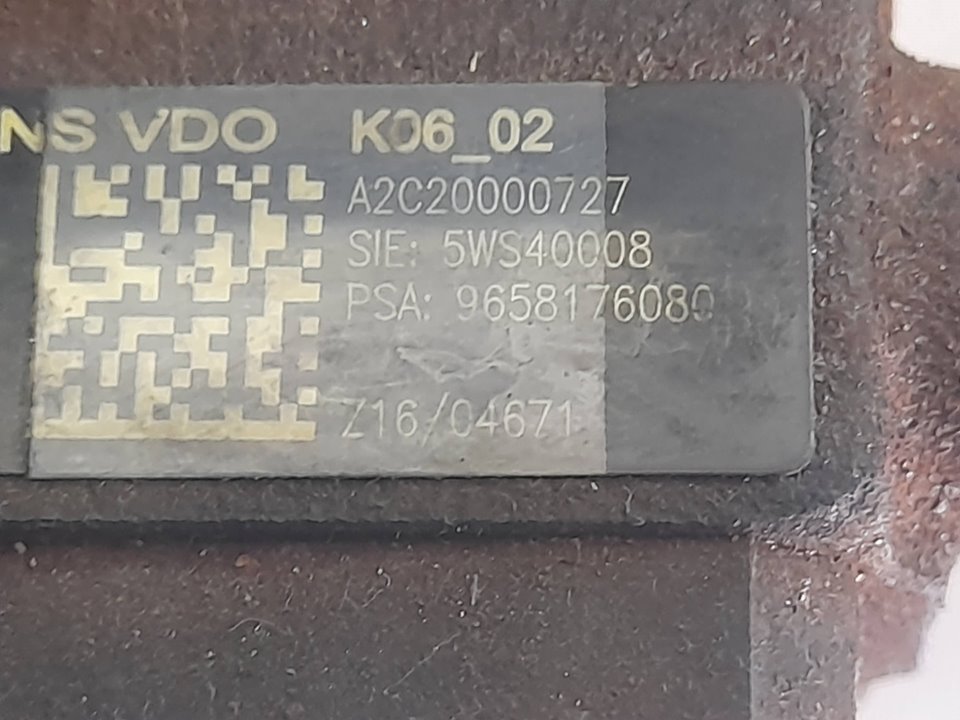 NS VDO K06_02
A2C20000727
SIE: 5WS40008
PSA: 9658176080
Z16/04671